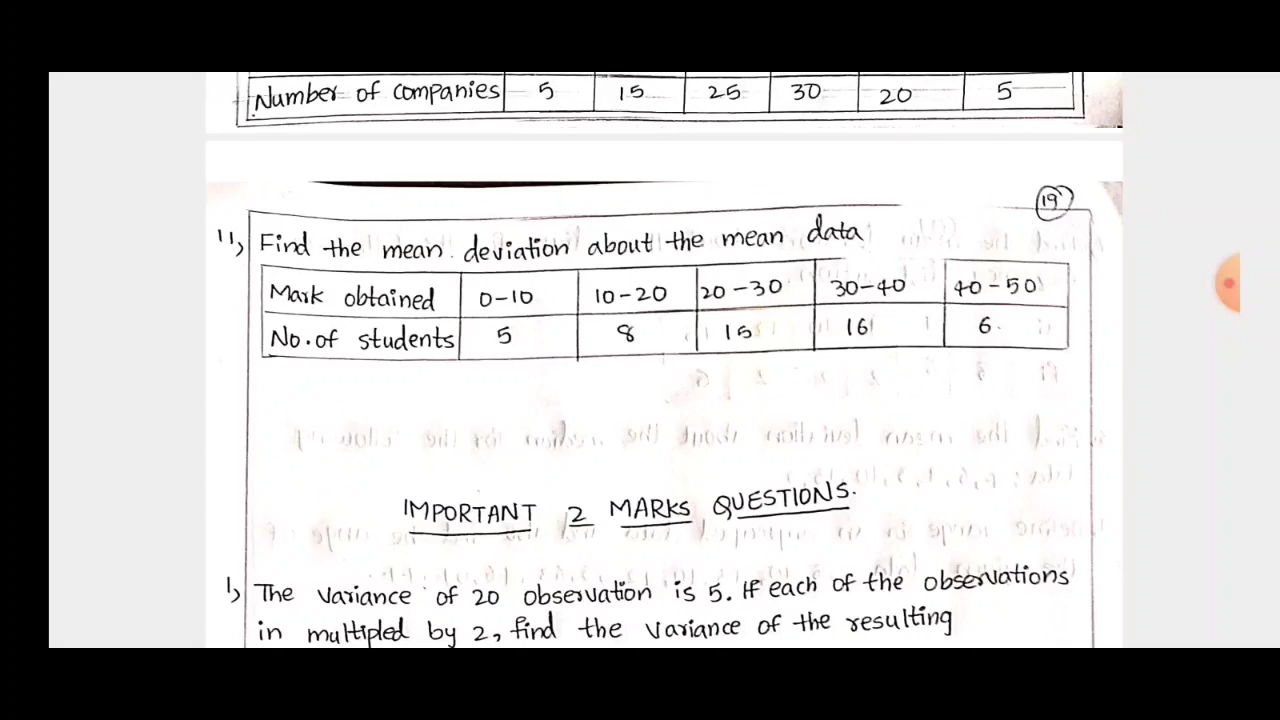 Number of companies 5 15 25 30 20 5
19
11, Find the mean deviation about the mean data
Mark obtained 0-10 10-20 20-30 30-40 40-50
No. of students 5 8 15 16 6
IMPORTANT 2 MARKS QUESTIONS.
1, The variance of 20 observation is 5. If each of the observations
in multipled by 2, find the variance of the resulting